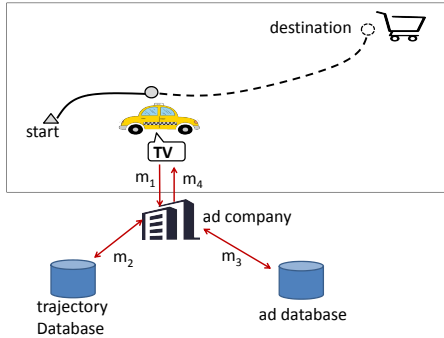 destination
start
TV
m1
m4
ad company
m2
m3
trajectory
Database
ad database